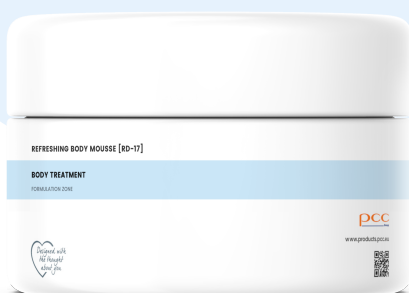 REFRESHING BODY MOUSSE [RD-17]
BODY TREATMENT
FORMULATION ZONE
pcc
www.products.pcc.eu
Designed with
the thought
about you